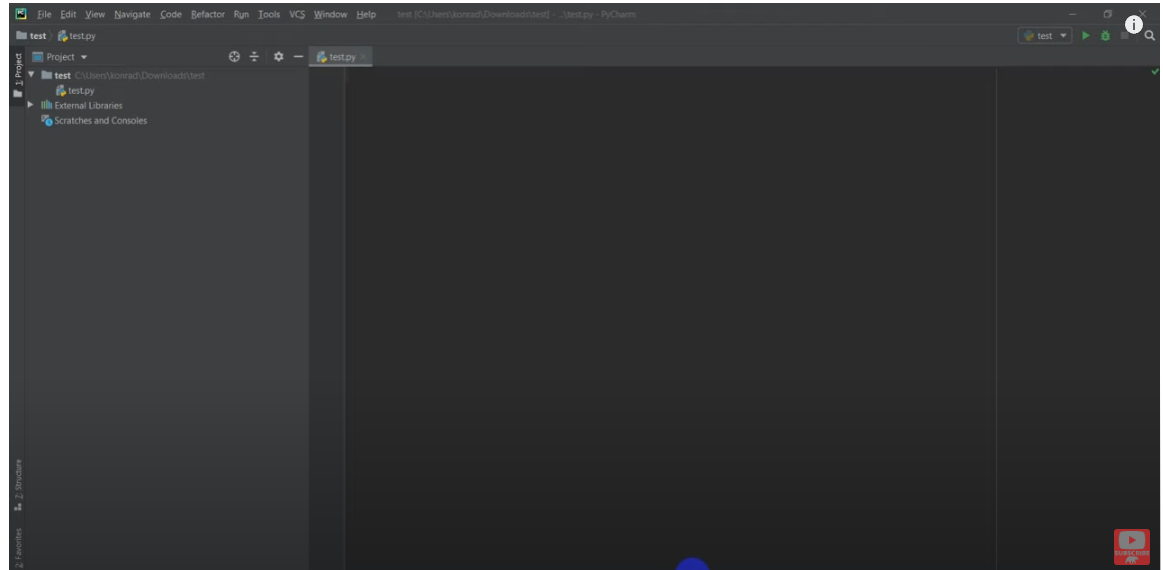 File Edit View Navigate Code Refactor Run Tools VCS Window Help test [C:\Users\konrad\Downloads\test] - ...\test.py - PyCharm
test test.py test
1: Project Project test.py
test C:\Users\konrad\Downloads\test
test.py
External Libraries
Scratches and Consoles
7: Structure
2: Favorites
SUBSCRIBE